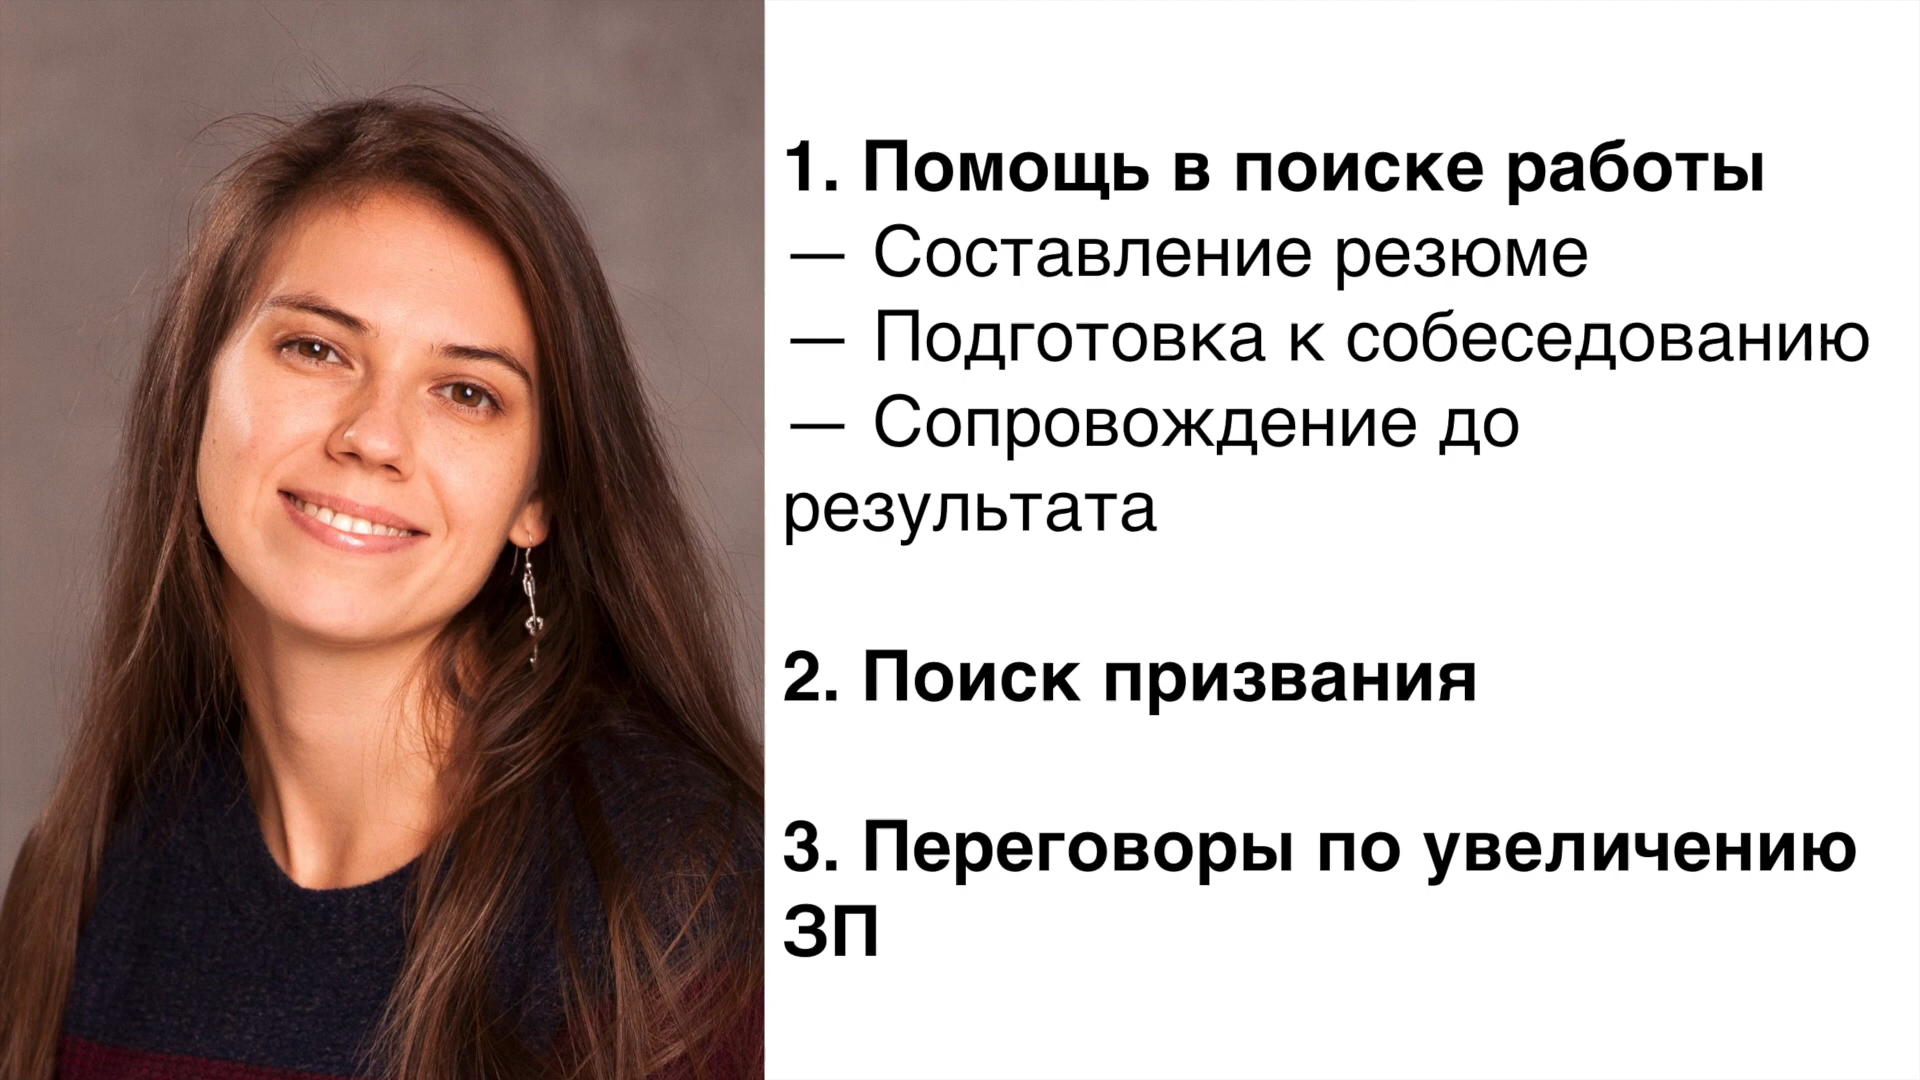 1. Помощь в поиске работы
— Составление резюме
— Подготовка к собеседованию
— Сопровождение до
результата
2. Поиск призвания
3. Переговоры по увеличению
ЗП